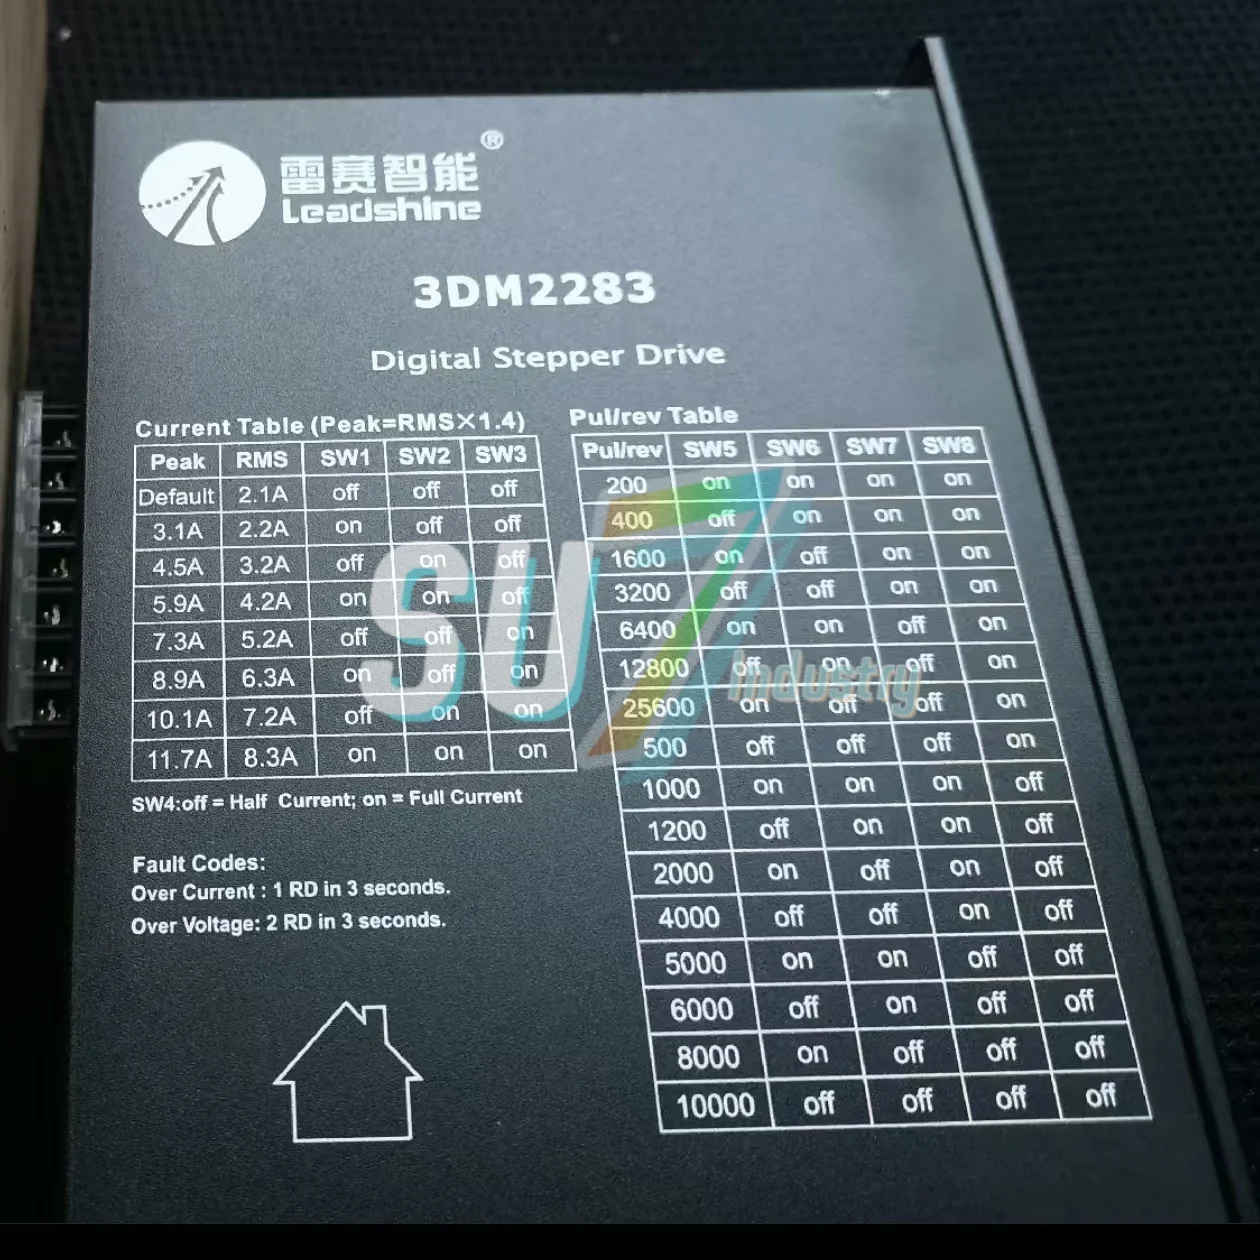 雷赛智能®
Leadshine
3DM2283
Digital Stepper Drive
Current Table (Peak=RMS×1.4)
Peak RMS SW1 SW2 SW3
Default 2.1A off off off
3.1A 2.2A on off off
4.5A 3.2A off on off
5.9A 4.2A on on off
7.3A 5.2A off off on
8.9A 6.3A on off on
10.1A 7.2A off on on
11.7A 8.3A on on on
SW4:off = Half Current; on = Full Current
Fault Codes:
Over Current : 1 RD in 3 seconds.
Over Voltage: 2 RD in 3 seconds.
Pul/rev Table
Pul/rev SW5 SW6 SW7 SW8
200 on on on on
400 off on on on
1600 on off on on
3200 off off on on
6400 on on off on
12800 off on off on
25600 on off off on
500 off off off on
1000 on on on off
1200 off on on off
2000 on off on off
4000 off off on off
5000 on on off off
6000 off on off off
8000 on off off off
10000 off off off off
SU7
industry